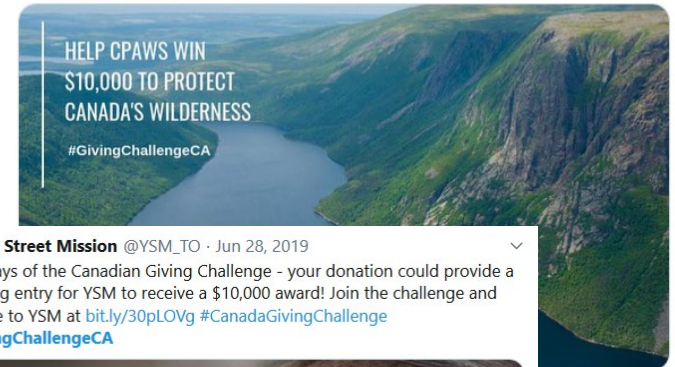 HELP CPAWS WIN
$10,000 TO PROTECT
CANADA'S WILDERNESS
#GivingChallengeCA
Street Mission @YSM_TO · Jun 28, 2019
ays of the Canadian Giving Challenge - your donation could provide a
g entry for YSM to receive a $10,000 award! Join the challenge and
e to YSM at bit.ly/30pLOVg #CanadaGivingChallenge
gChallengeCA